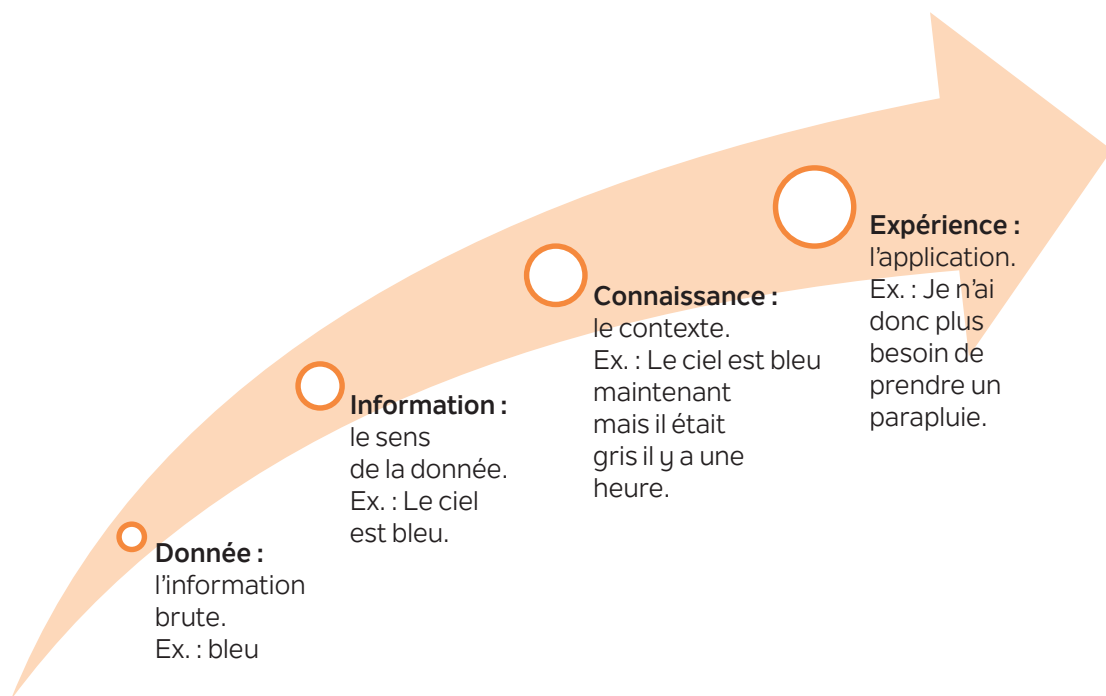 Donnée :
l'information
brute.
Ex. : bleu
Information :
le sens
de la donnée.
Ex. : Le ciel
est bleu.
Connaissance :
le contexte.
Ex. : Le ciel est bleu
maintenant
mais il était
gris il y a une
heure.
Expérience :
l'application.
Ex. : Je n'ai
donc plus
besoin de
prendre un
parapluie.